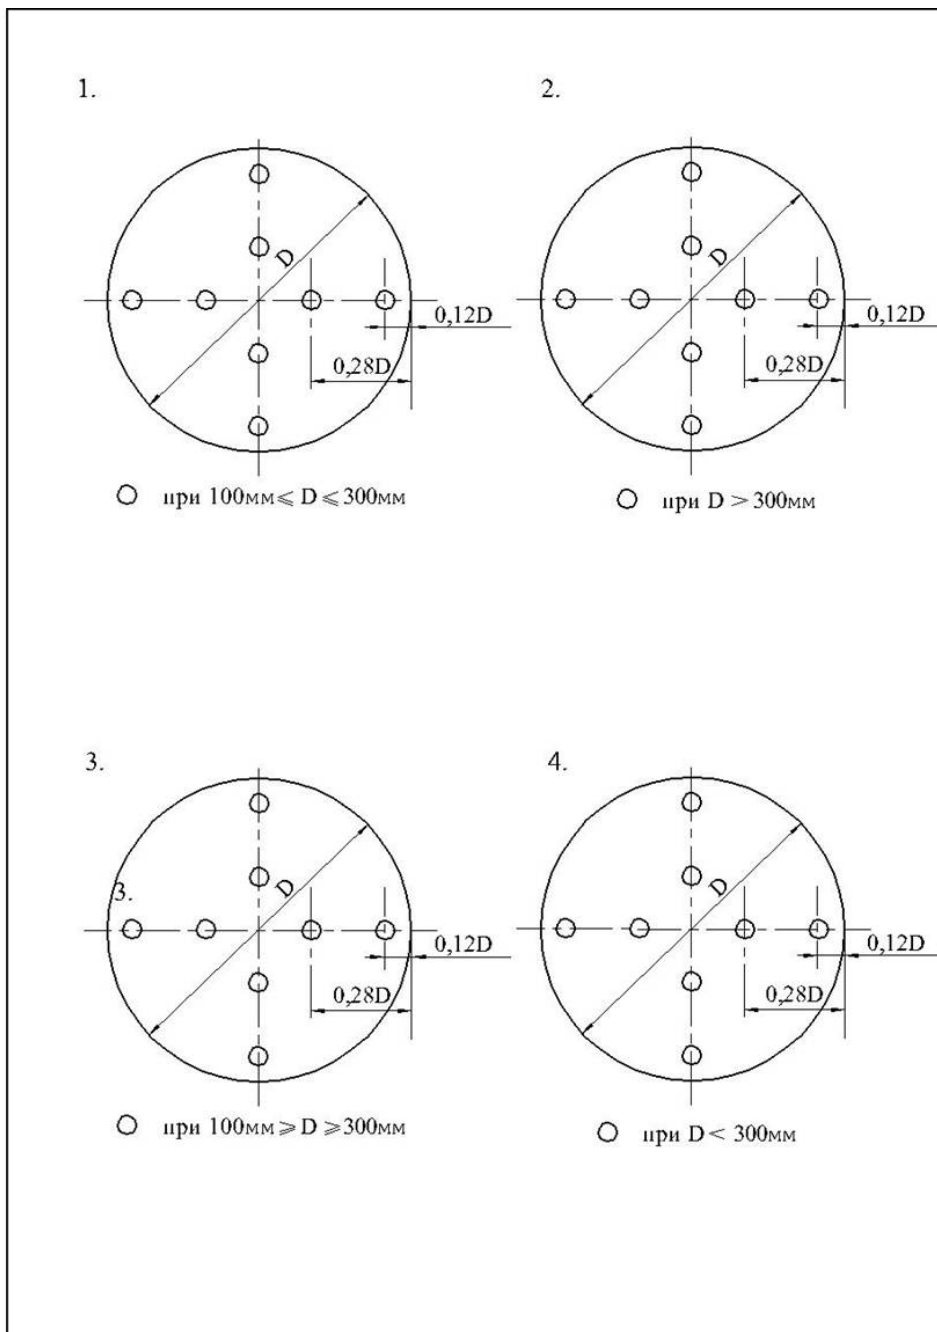 1.
D
0,12D
0,28D
при 100мм ⩽ D ⩽ 300мм
2.
D
0,12D
0,28D
при D > 300мм
3.
3.
D
0,12D
0,28D
при 100мм ⩾ D ⩾ 300мм
4.
D
0,12D
0,28D
при D < 300мм